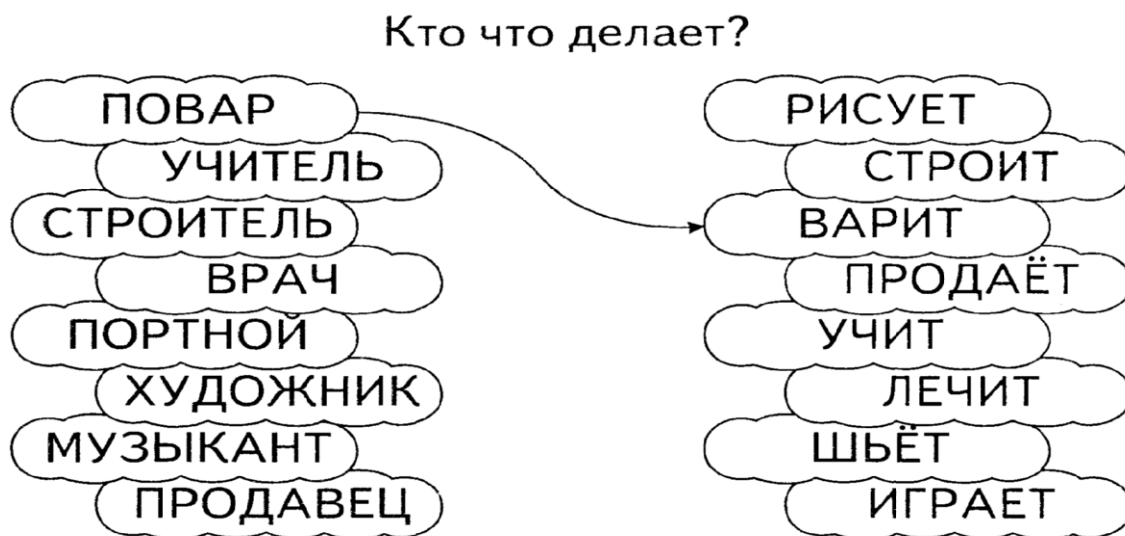 Кто что делает?
ПОВАР
УЧИТЕЛЬ
СТРОИТЕЛЬ
ВРАЧ
ПОРТНОЙ
ХУДОЖНИК
МУЗЫКАНТ
ПРОДАВЕЦ
РИСУЕТ
СТРОИТ
ВАРИТ
ПРОДАЁТ
УЧИТ
ЛЕЧИТ
ШЬЁТ
ИГРАЕТ